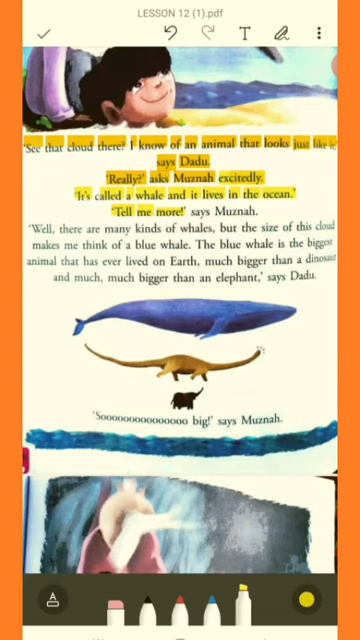 LESSON 12 (1).pdf
T
'See that cloud there? I know of an animal that looks just like it,'
says Dadu.
'Really?' asks Muznah excitedly.
'It's called a whale and it lives in the ocean.'
'Tell me more!' says Muznah.
'Well, there are many kinds of whales, but the size of this cloud
makes me think of a blue whale. The blue whale is the biggest
animal that has ever lived on Earth, much bigger than a dinosaur
and much, much bigger than an elephant,' says Dadu.
'Sooooooooooooooo big!' says Muznah.
A